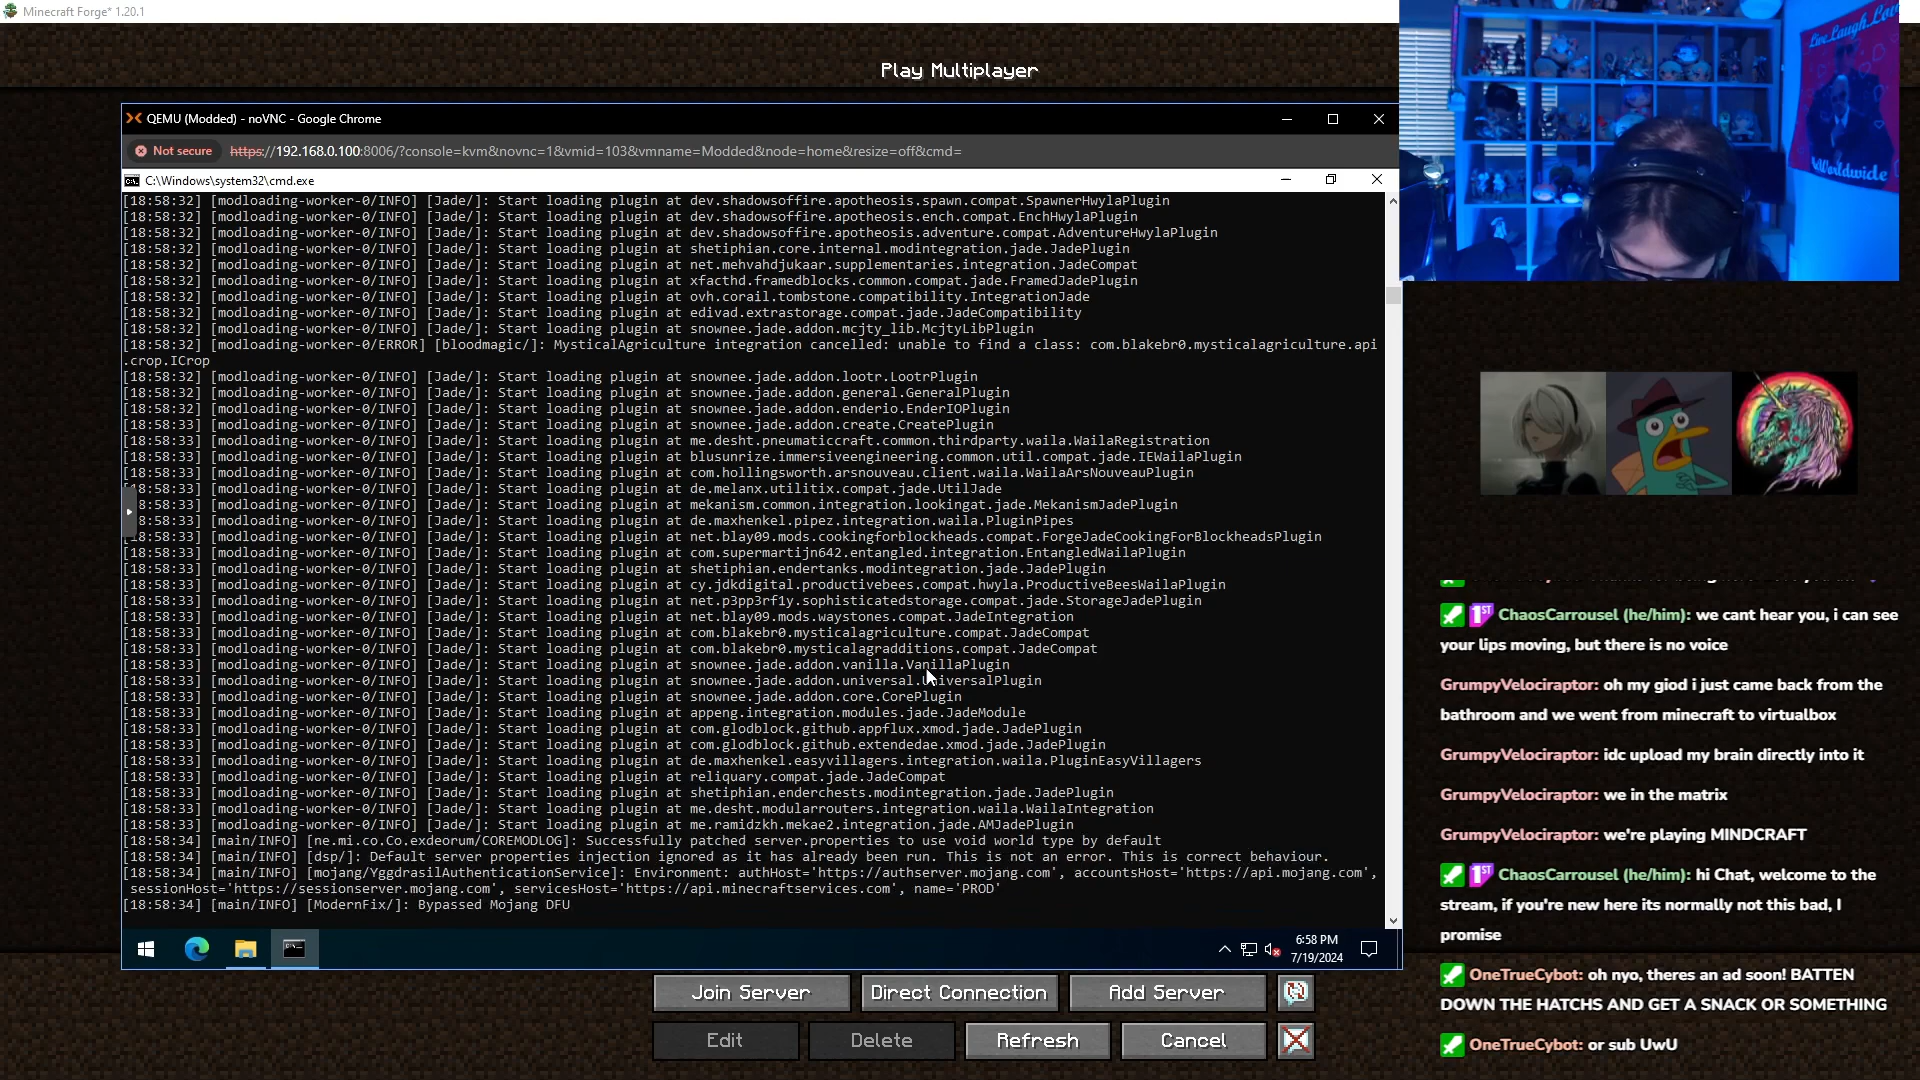 Minecraft Forge* 1.20.1
Play Multiplayer
QEMU (Modded) - noVNC - Google Chrome
Not secure https://192.168.0.100:8006/?console=kvm&novnc=1&vmid=103&vmname=Modded&node=home&resize=off&cmd=
C:\Windows\system32\cmd.exe
[18:58:32] [modloading-worker-0/INFO] [Jade/]: Start loading plugin at dev.shadowsoffire.apotheosis.spawn.compat.SpawnerHwylaPlugin
[18:58:32] [modloading-worker-0/INFO] [Jade/]: Start loading plugin at dev.shadowsoffire.apotheosis.ench.compat.EnchHwylaPlugin
[18:58:32] [modloading-worker-0/INFO] [Jade/]: Start loading plugin at dev.shadowsoffire.apotheosis.adventure.compat.AdventureHwylaPlugin
[18:58:32] [modloading-worker-0/INFO] [Jade/]: Start loading plugin at shetiphian.core.internal.modintegration.jade.JadePlugin
[18:58:32] [modloading-worker-0/INFO] [Jade/]: Start loading plugin at net.mehvahdjukaar.supplementaries.integration.JadeCompat
[18:58:32] [modloading-worker-0/INFO] [Jade/]: Start loading plugin at xfacthd.framedblocks.common.compat.jade.FramedJadePlugin
[18:58:32] [modloading-worker-0/INFO] [Jade/]: Start loading plugin at ovh.corail.tombstone.compatibility.IntegrationJade
[18:58:32] [modloading-worker-0/INFO] [Jade/]: Start loading plugin at edivad.extrastorage.compat.jade.JadeCompatibility
[18:58:32] [modloading-worker-0/INFO] [Jade/]: Start loading plugin at snownee.jade.addon.mcjty_lib.McjtyLibPlugin
[18:58:32] [modloading-worker-0/ERROR] [bloodmagic/]: MysticalAgriculture integration cancelled: unable to find a class: com.blakebr0.mysticalagriculture.api
.crop.ICrop
[18:58:32] [modloading-worker-0/INFO] [Jade/]: Start loading plugin at snownee.jade.addon.lootr.LootrPlugin
[18:58:32] [modloading-worker-0/INFO] [Jade/]: Start loading plugin at snownee.jade.addon.general.GeneralPlugin
[18:58:32] [modloading-worker-0/INFO] [Jade/]: Start loading plugin at snownee.jade.addon.enderio.EnderIOPlugin
[18:58:32] [modloading-worker-0/INFO] [Jade/]: Start loading plugin at snownee.jade.addon.create.CreatePlugin
[18:58:33] [modloading-worker-0/INFO] [Jade/]: Start loading plugin at me.desht.pneumaticcraft.common.thirdparty.waila.WailaRegistration
[18:58:33] [modloading-worker-0/INFO] [Jade/]: Start loading plugin at blusunrize.immersiveengineering.common.util.compat.jade.IEWailaPlugin
[18:58:33] [modloading-worker-0/INFO] [Jade/]: Start loading plugin at com.hollingsworth.arsnouveau.client.waila.WailaArsNouveauPlugin
8:58:33] [modloading-worker-0/INFO] [Jade/]: Start loading plugin at de.melanx.utilitix.compat.jade.UtilJade
8:58:33] [modloading-worker-0/INFO] [Jade/]: Start loading plugin at mekanism.common.integration.lookingat.jade.MekanismJadePlugin
8:58:33] [modloading-worker-0/INFO] [Jade/]: Start loading plugin at de.maxhenkel.pipez.integration.waila.PluginPipes
8:58:33] [modloading-worker-0/INFO] [Jade/]: Start loading plugin at net.blay09.mods.cookingforblockheads.compat.ForgeJadeCookingForBlockheadsPlugin
[18:58:33] [modloading-worker-0/INFO] [Jade/]: Start loading plugin at com.supermartijn642.entangled.integration.EntangledWailaPlugin
[18:58:33] [modloading-worker-0/INFO] [Jade/]: Start loading plugin at shetiphian.endertanks.modintegration.jade.JadePlugin
[18:58:33] [modloading-worker-0/INFO] [Jade/]: Start loading plugin at cy.jdkdigital.productivebees.compat.hwyla.ProductiveBeesWailaPlugin
[18:58:33] [modloading-worker-0/INFO] [Jade/]: Start loading plugin at net.p3pp3rf1y.sophisticatedstorage.compat.jade.StorageJadePlugin
[18:58:33] [modloading-worker-0/INFO] [Jade/]: Start loading plugin at net.blay09.mods.waystones.compat.JadeIntegration
[18:58:33] [modloading-worker-0/INFO] [Jade/]: Start loading plugin at com.blakebr0.mysticalagriculture.compat.JadeCompat
[18:58:33] [modloading-worker-0/INFO] [Jade/]: Start loading plugin at com.blakebr0.mysticalagradditions.compat.JadeCompat
[18:58:33] [modloading-worker-0/INFO] [Jade/]: Start loading plugin at snownee.jade.addon.vanilla.VanillaPlugin
[18:58:33] [modloading-worker-0/INFO] [Jade/]: Start loading plugin at snownee.jade.addon.universal.UniversalPlugin
[18:58:33] [modloading-worker-0/INFO] [Jade/]: Start loading plugin at snownee.jade.addon.core.CorePlugin
[18:58:33] [modloading-worker-0/INFO] [Jade/]: Start loading plugin at appeng.integration.modules.jade.JadeModule
[18:58:33] [modloading-worker-0/INFO] [Jade/]: Start loading plugin at com.glodblock.github.appflux.xmod.jade.JadePlugin
[18:58:33] [modloading-worker-0/INFO] [Jade/]: Start loading plugin at com.glodblock.github.extendedae.xmod.jade.JadePlugin
[18:58:33] [modloading-worker-0/INFO] [Jade/]: Start loading plugin at de.maxhenkel.easyvillagers.integration.waila.PluginEasyVillagers
[18:58:33] [modloading-worker-0/INFO] [Jade/]: Start loading plugin at reliquary.compat.jade.JadeCompat
[18:58:33] [modloading-worker-0/INFO] [Jade/]: Start loading plugin at shetiphian.enderchests.modintegration.jade.JadePlugin
[18:58:33] [modloading-worker-0/INFO] [Jade/]: Start loading plugin at me.desht.modularrouters.integration.waila.WailaIntegration
[18:58:33] [modloading-worker-0/INFO] [Jade/]: Start loading plugin at me.ramidzkh.mekae2.integration.jade.AMJadePlugin
[18:58:34] [main/INFO] [ne.mi.co.Co.exdeorum/COREMODLOG]: Successfully patched server.properties to use void world type by default
[18:58:34] [main/INFO] [dsp/]: Default server properties injection ignored as it has already been run. This is not an error. This is correct behaviour.
[18:58:34] [main/INFO] [mojang/YggdrasilAuthenticationService]: Environment: authHost='https://authserver.mojang.com', accountsHost='https://api.mojang.com',
sessionHost='https://sessionserver.mojang.com', servicesHost='https://api.minecraftservices.com', name='PROD'
[18:58:34] [main/INFO] [ModernFix/]: Bypassed Mojang DFU
6:58 PM
7/19/2024
Join Server
Direct Connection
Add Server
Edit
Delete
Refresh
Cancel
Live Laugh Love
Worldwide
1ST ChaosCarrousel (he/him): we cant hear you, i can see
your lips moving, but there is no voice
GrumpyVelociraptor: oh my giod i just came back from the
bathroom and we went from minecraft to virtualbox
GrumpyVelociraptor: idc upload my brain directly into it
GrumpyVelociraptor: we in the matrix
GrumpyVelociraptor: we're playing MINDCRAFT
1ST ChaosCarrousel (he/him): hi Chat, welcome to the
stream, if you're new here its normally not this bad, I
promise
OneTrueCybot: oh nyo, theres an ad soon! BATTEN
DOWN THE HATCHS AND GET A SNACK OR SOMETHING
OneTrueCybot: or sub UwU